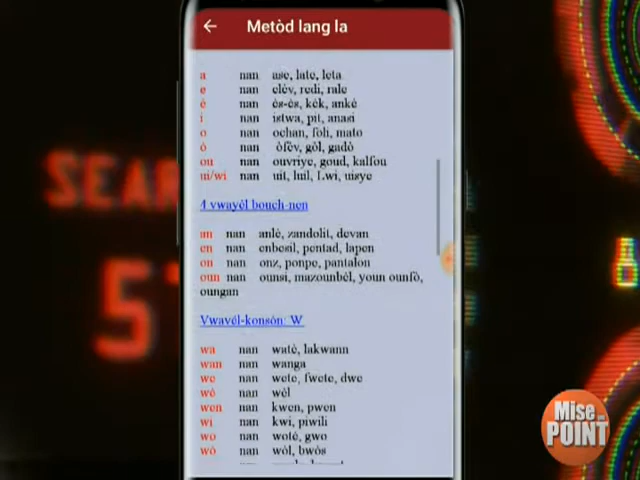 Metòd lang la
a nan ase, late, leta
e nan elèv, redi, rale
è nan ès-ès, kèk, ankè
i nan istwa, pit, anasi
o nan ochan, foli, mato
ò nan òfèv, gòl, gadò
ou nan ouvriye, goud, kalfou
ui/wi nan uit, luil, Lwi, uisye
4 vwayèl bouch-nen
an nan anlè, zandolit, devan
en nan enbesil, pentad, lapen
on nan onz, ponpe, pantalon
oun nan ounsi, mazounbèl, youn ounfò,
oungan
Vwayèl-konsòn: W
wa nan watè, lakwann
wan nan wanga
we nan wete, fwete, dwe
wè nan wèl
wen nan kwen, pwen
wi nan kwi, piwili
wo nan wotè, gwo
wò nan wòl, bwòs
SEAR
5
Mise
POINT